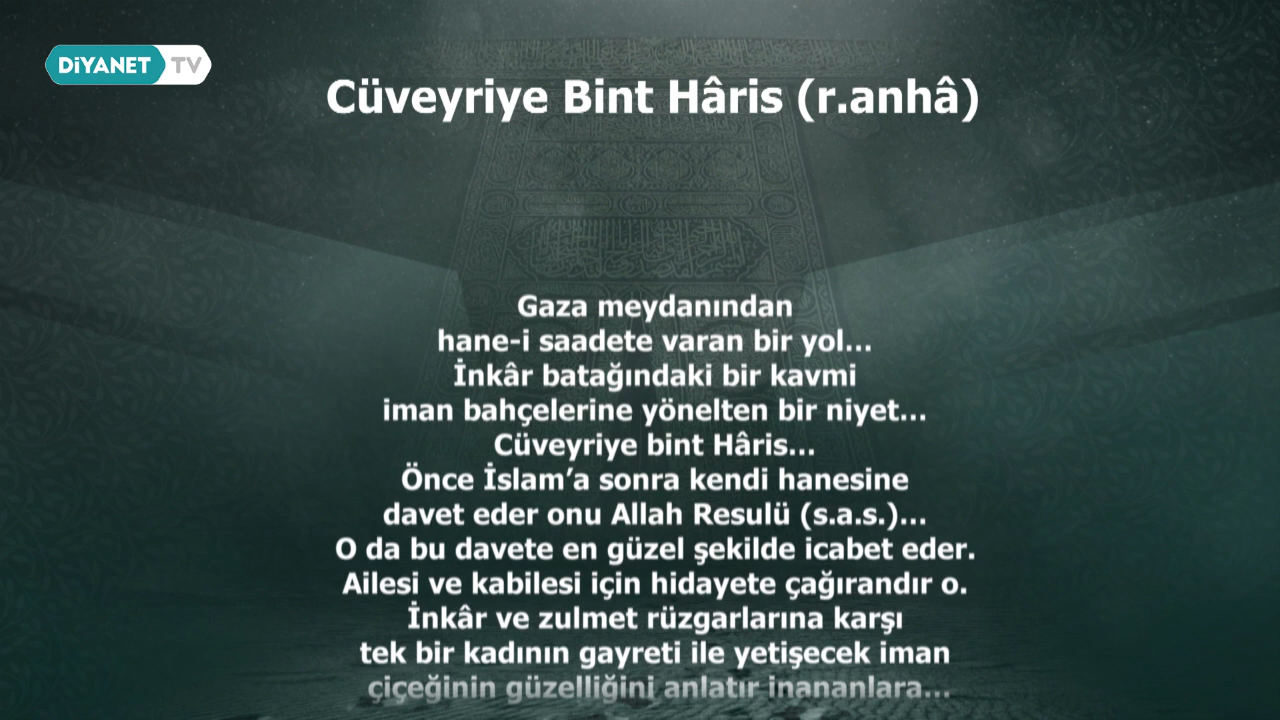 DİYANET TV
Cüveyriye Bint Hâris (r.anhâ)
Gaza meydanından
hane-i saadete varan bir yol...
İnkâr batağındaki bir kavmi
iman bahçelerine yönelten bir niyet...
Cüveyriye bint Hâris...
Önce İslam’a sonra kendi hanesine
davet eder onu Allah Resulü (s.a.s.)...
O da bu davete en güzel şekilde icabet eder.
Ailesi ve kabilesi için hidayete çağırandır o.
İnkâr ve zulmet rüzgarlarına karşı
tek bir kadının gayreti ile yetişecek iman
çiçeğinin güzelliğini anlatır inananlara...